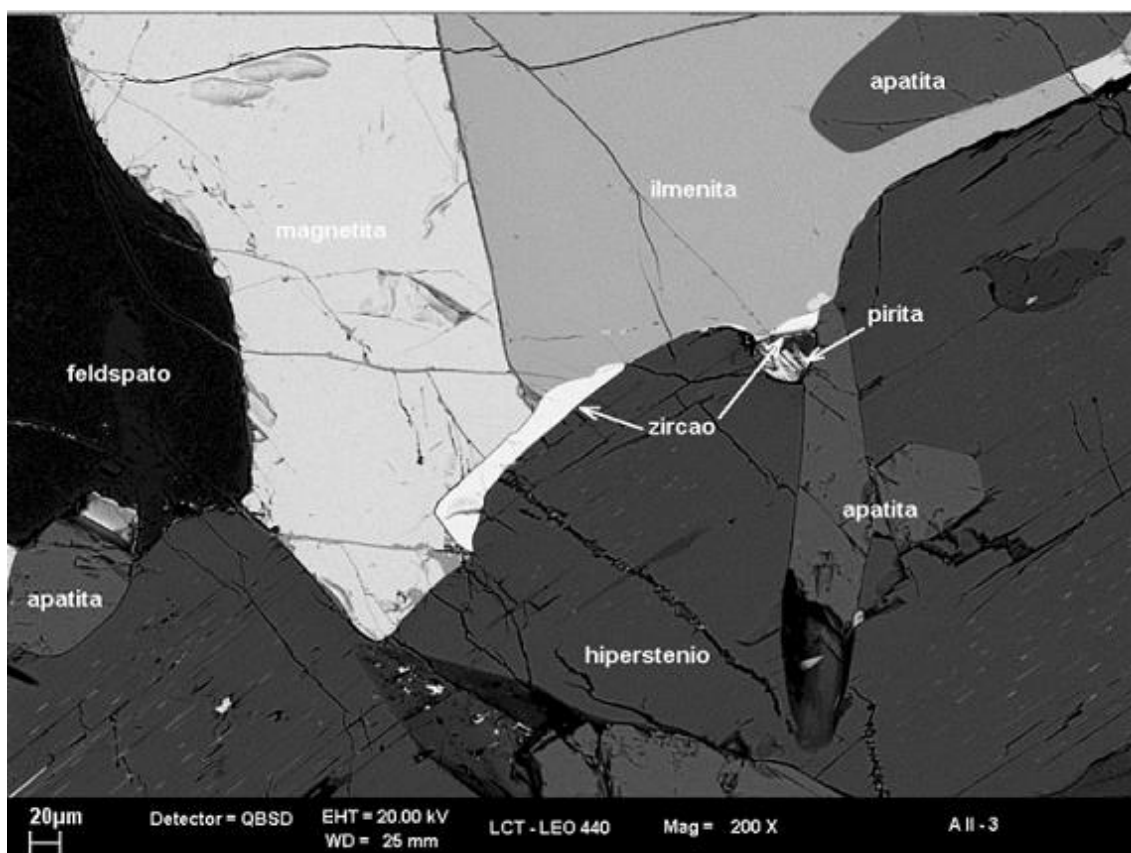 apatita
ilmenita
magnetita
pirita
feldspato
zircao
apatita
apatita
hiperstenio
20µm
Detector = QBSD
EHT = 20.00 kV
WD = 25 mm
LCT - LEO 440
Mag = 200 X
A II - 3